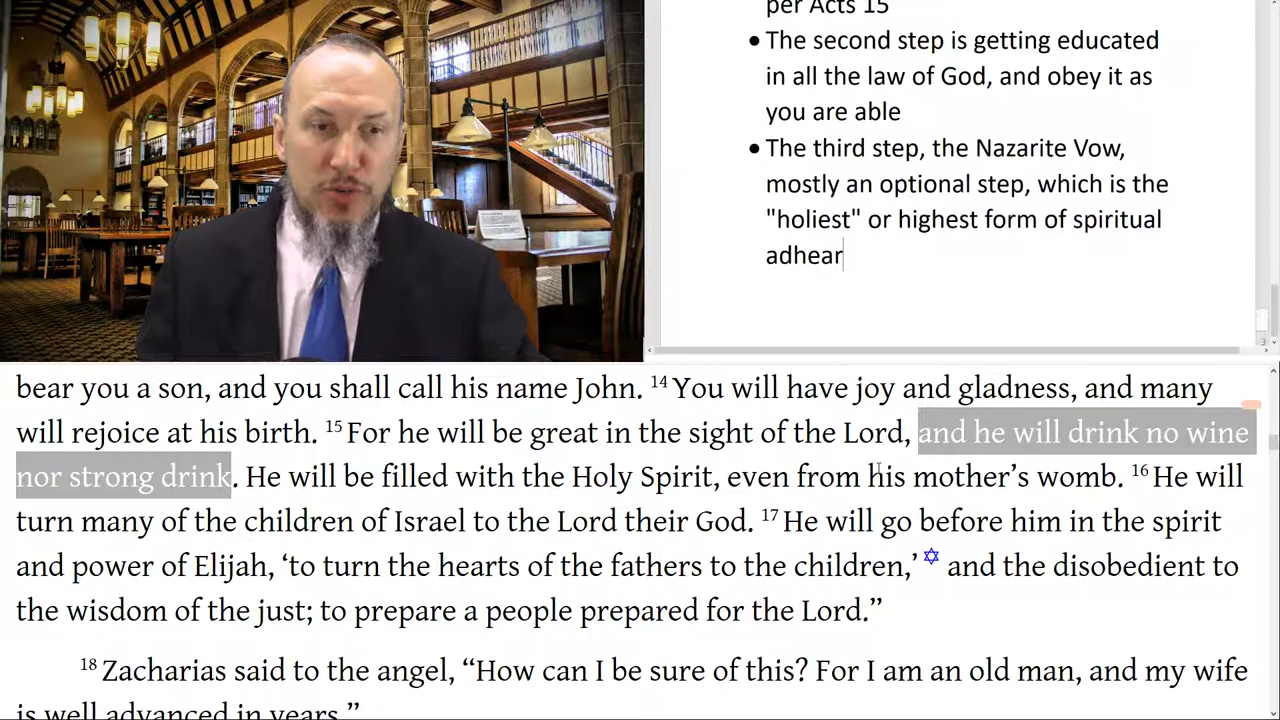 per Acts 15
• The second step is getting educated
in all the law of God, and obey it as
you are able
• The third step, the Nazarite Vow,
mostly an optional step, which is the
"holiest" or highest form of spiritual
adhear
bear you a son, and you shall call his name John. 14 You will have joy and gladness, and many
will rejoice at his birth. 15 For he will be great in the sight of the Lord, and he will drink no wine
nor strong drink. He will be filled with the Holy Spirit, even from his mother’s womb. 16 He will
turn many of the children of Israel to the Lord their God. 17 He will go before him in the spirit
and power of Elijah, ‘to turn the hearts of the fathers to the children,’ ✡ and the disobedient to
the wisdom of the just; to prepare a people prepared for the Lord.”
18 Zacharias said to the angel, “How can I be sure of this? For I am an old man, and my wife
is well advanced in years.”